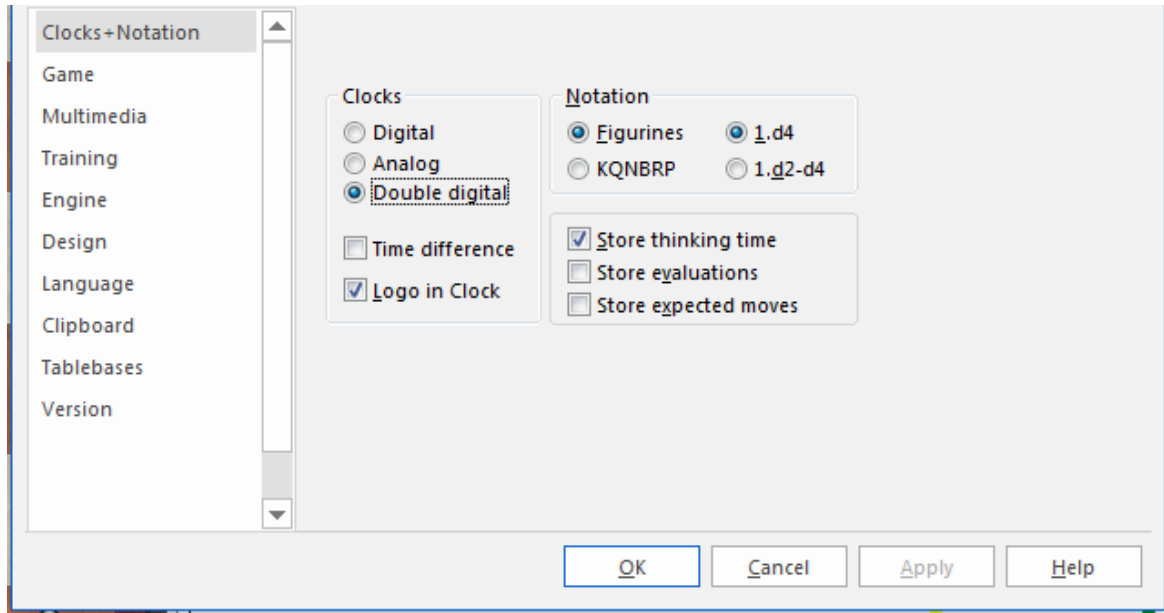 Clocks+Notation
Game
Multimedia
Training
Engine
Design
Language
Clipboard
Tablebases
Version
Clocks
Digital
Analog
Double digital
Time difference
Logo in Clock
Notation
Figurines
1.d4
KQNBRP
1.d2-d4
Store thinking time
Store evaluations
Store expected moves
OK
Cancel
Apply
Help